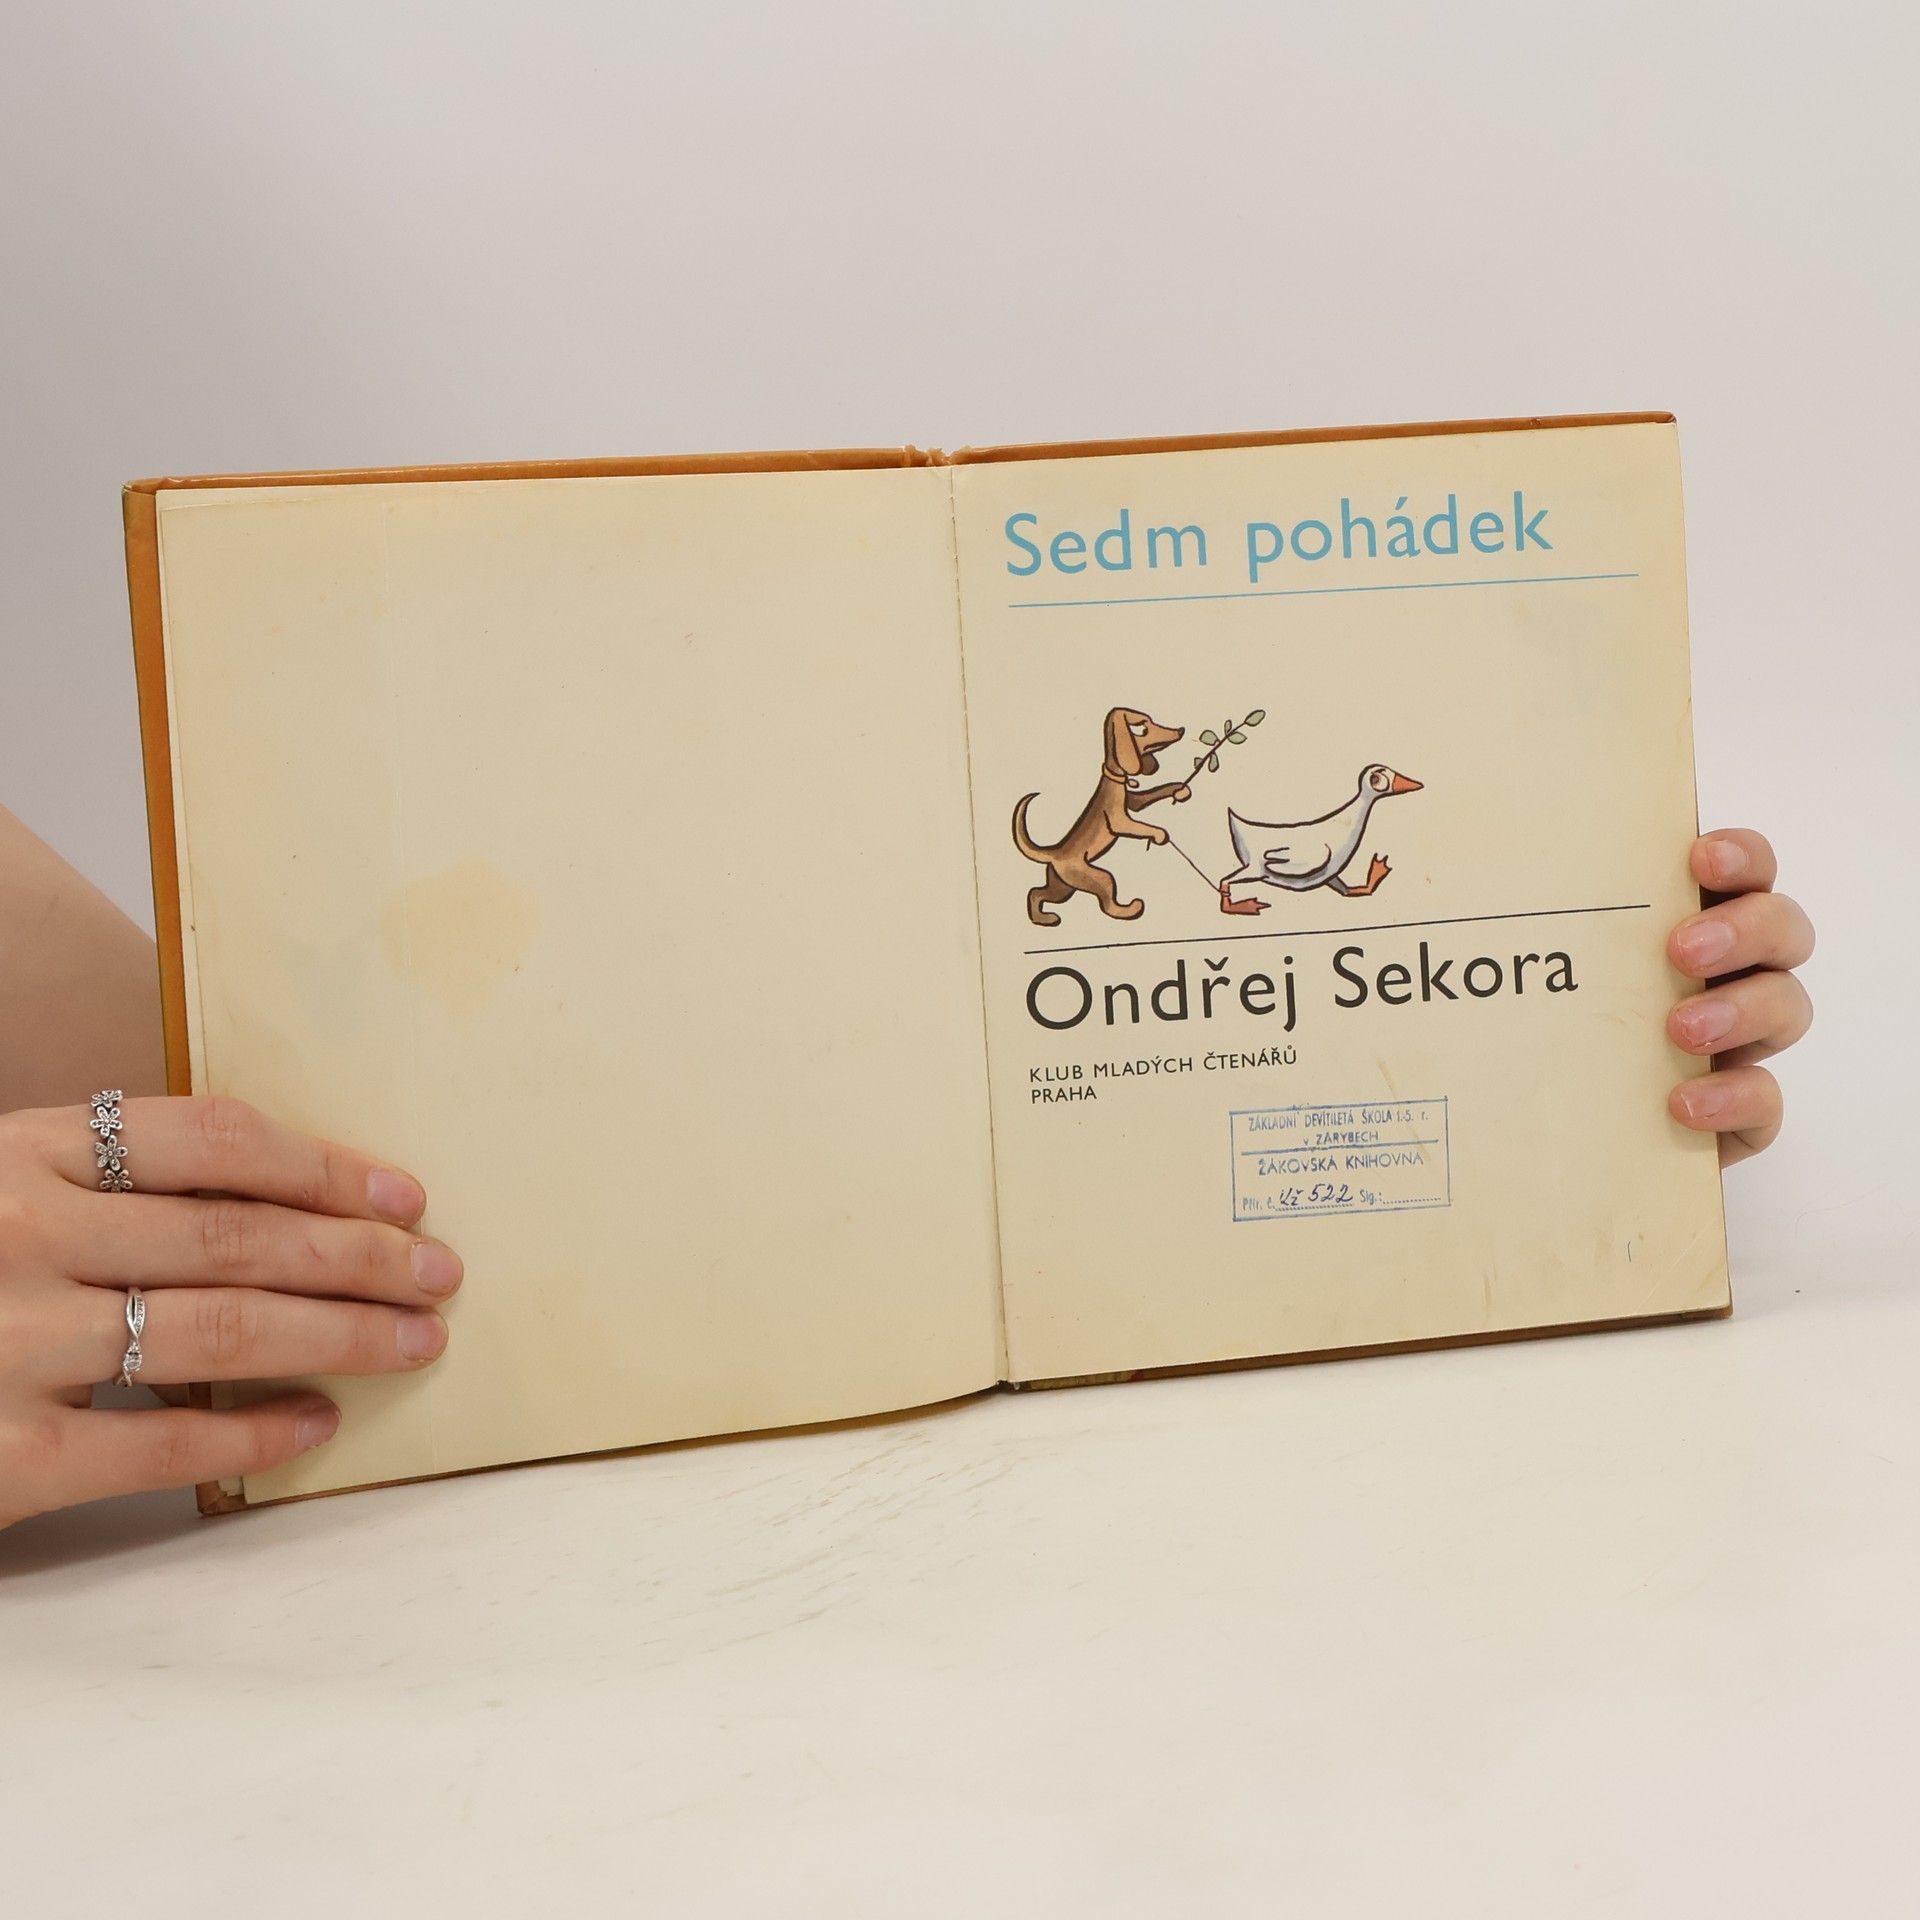 Sedm pohádek
Ondřej Sekora
KLUB MLADÝCH ČTENÁŘŮ
PRAHA
ZÁKLADNÍ DEVÍTILETÁ ŠKOLA 1.-5. r.
v ZÁRYBECH
ŽÁKOVSKÁ KNIHOVNA
Přír. č. Kž 522 Sig.: